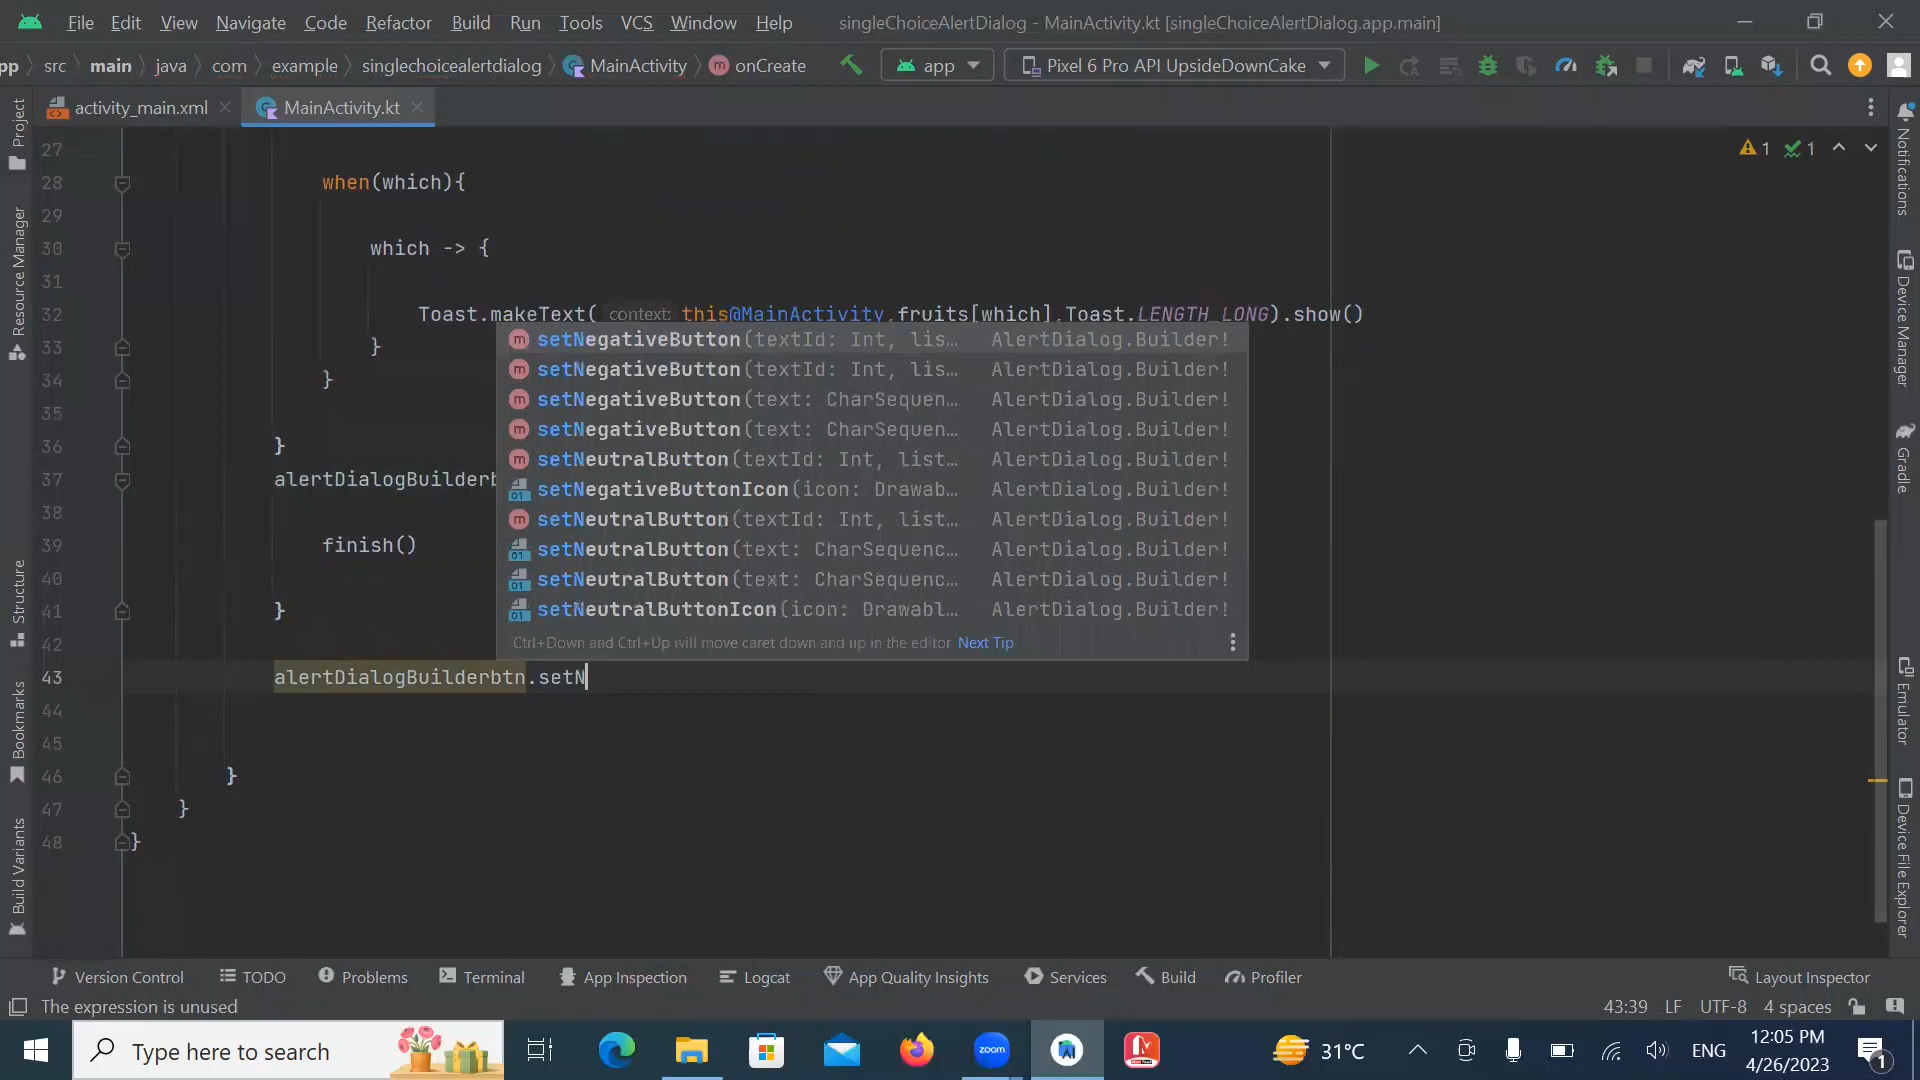 File Edit View Navigate Code Refactor Build Run Tools VCS Window Help singleChoiceAlertDialog - MainActivity.kt [singleChoiceAlertDialog.app.main]
pp src main java com example singlechoicealertdialog MainActivity onCreate app Pixel 6 Pro API UpsideDownCake
activity_main.xml MainActivity.kt
Project
Resource Manager
Structure
Bookmarks
Build Variants
1 1
27
28 when(which){
29
30 which -> {
31
32 Toast.makeText( context: this@MainActivity,fruits[which],Toast.LENGTH_LONG).show()
33 }
34 }
35
36 }
37 alertDialogBuilderb
38
39 finish()
40
41 }
42
43 alertDialogBuilderbtn.setN
44
45
46 }
47 }
48 }
setNegativeButton(textId: Int, lis… AlertDialog.Builder!
setNegativeButton(textId: Int, lis… AlertDialog.Builder!
setNegativeButton(text: CharSequen… AlertDialog.Builder!
setNegativeButton(text: CharSequen… AlertDialog.Builder!
setNeutralButton(textId: Int, list… AlertDialog.Builder!
setNegativeButtonIcon(icon: Drawab… AlertDialog.Builder!
setNeutralButton(textId: Int, list… AlertDialog.Builder!
setNeutralButton(text: CharSequenc… AlertDialog.Builder!
setNeutralButton(text: CharSequenc… AlertDialog.Builder!
setNeutralButtonIcon(icon: Drawabl… AlertDialog.Builder!
Ctrl+Down and Ctrl+Up will move caret down and up in the editor Next Tip
Notifications
Device Manager
Gradle
Emulator
Device File Explorer
Version Control TODO Problems Terminal App Inspection Logcat App Quality Insights Services Build Profiler Layout Inspector
The expression is unused 43:39 LF UTF-8 4 spaces
Type here to search zoom 31°C ENG 12:05 PM
4/26/2023 1